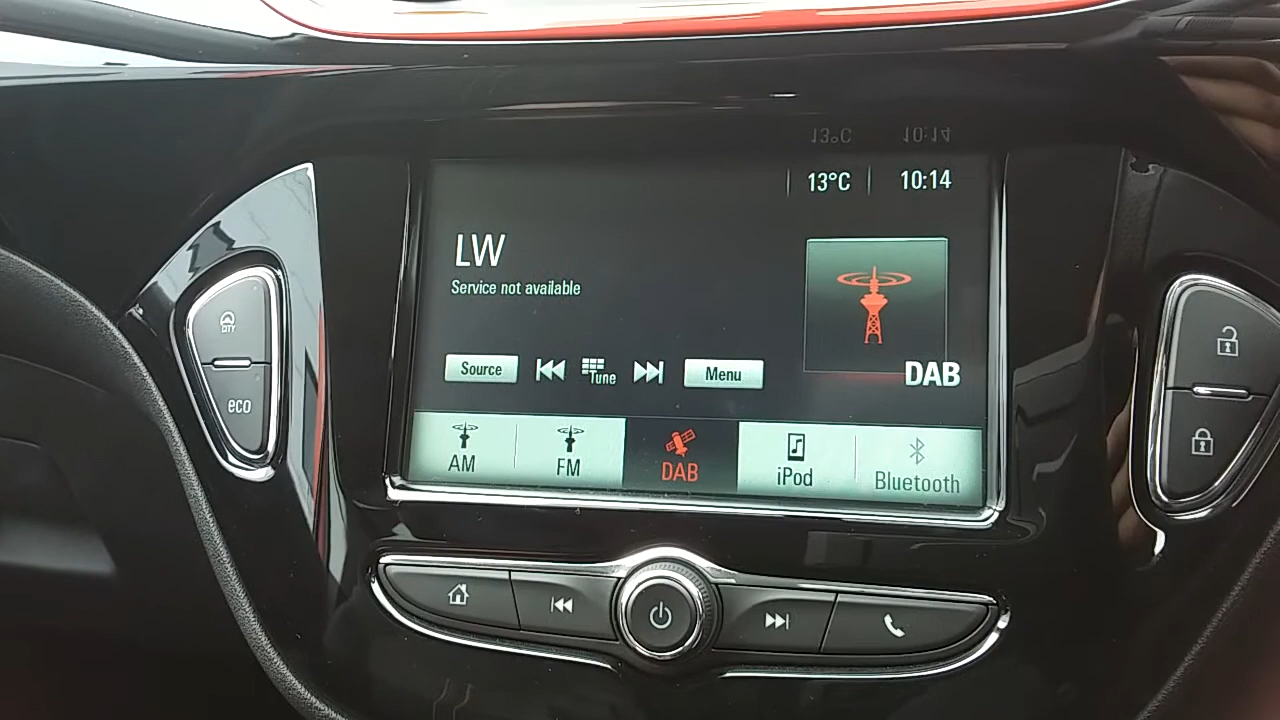 13°C 10:14
13°C 10:14
LW
Service not available
Source Tune Menu
DAB
AM FM DAB iPod Bluetooth
CITY
eco